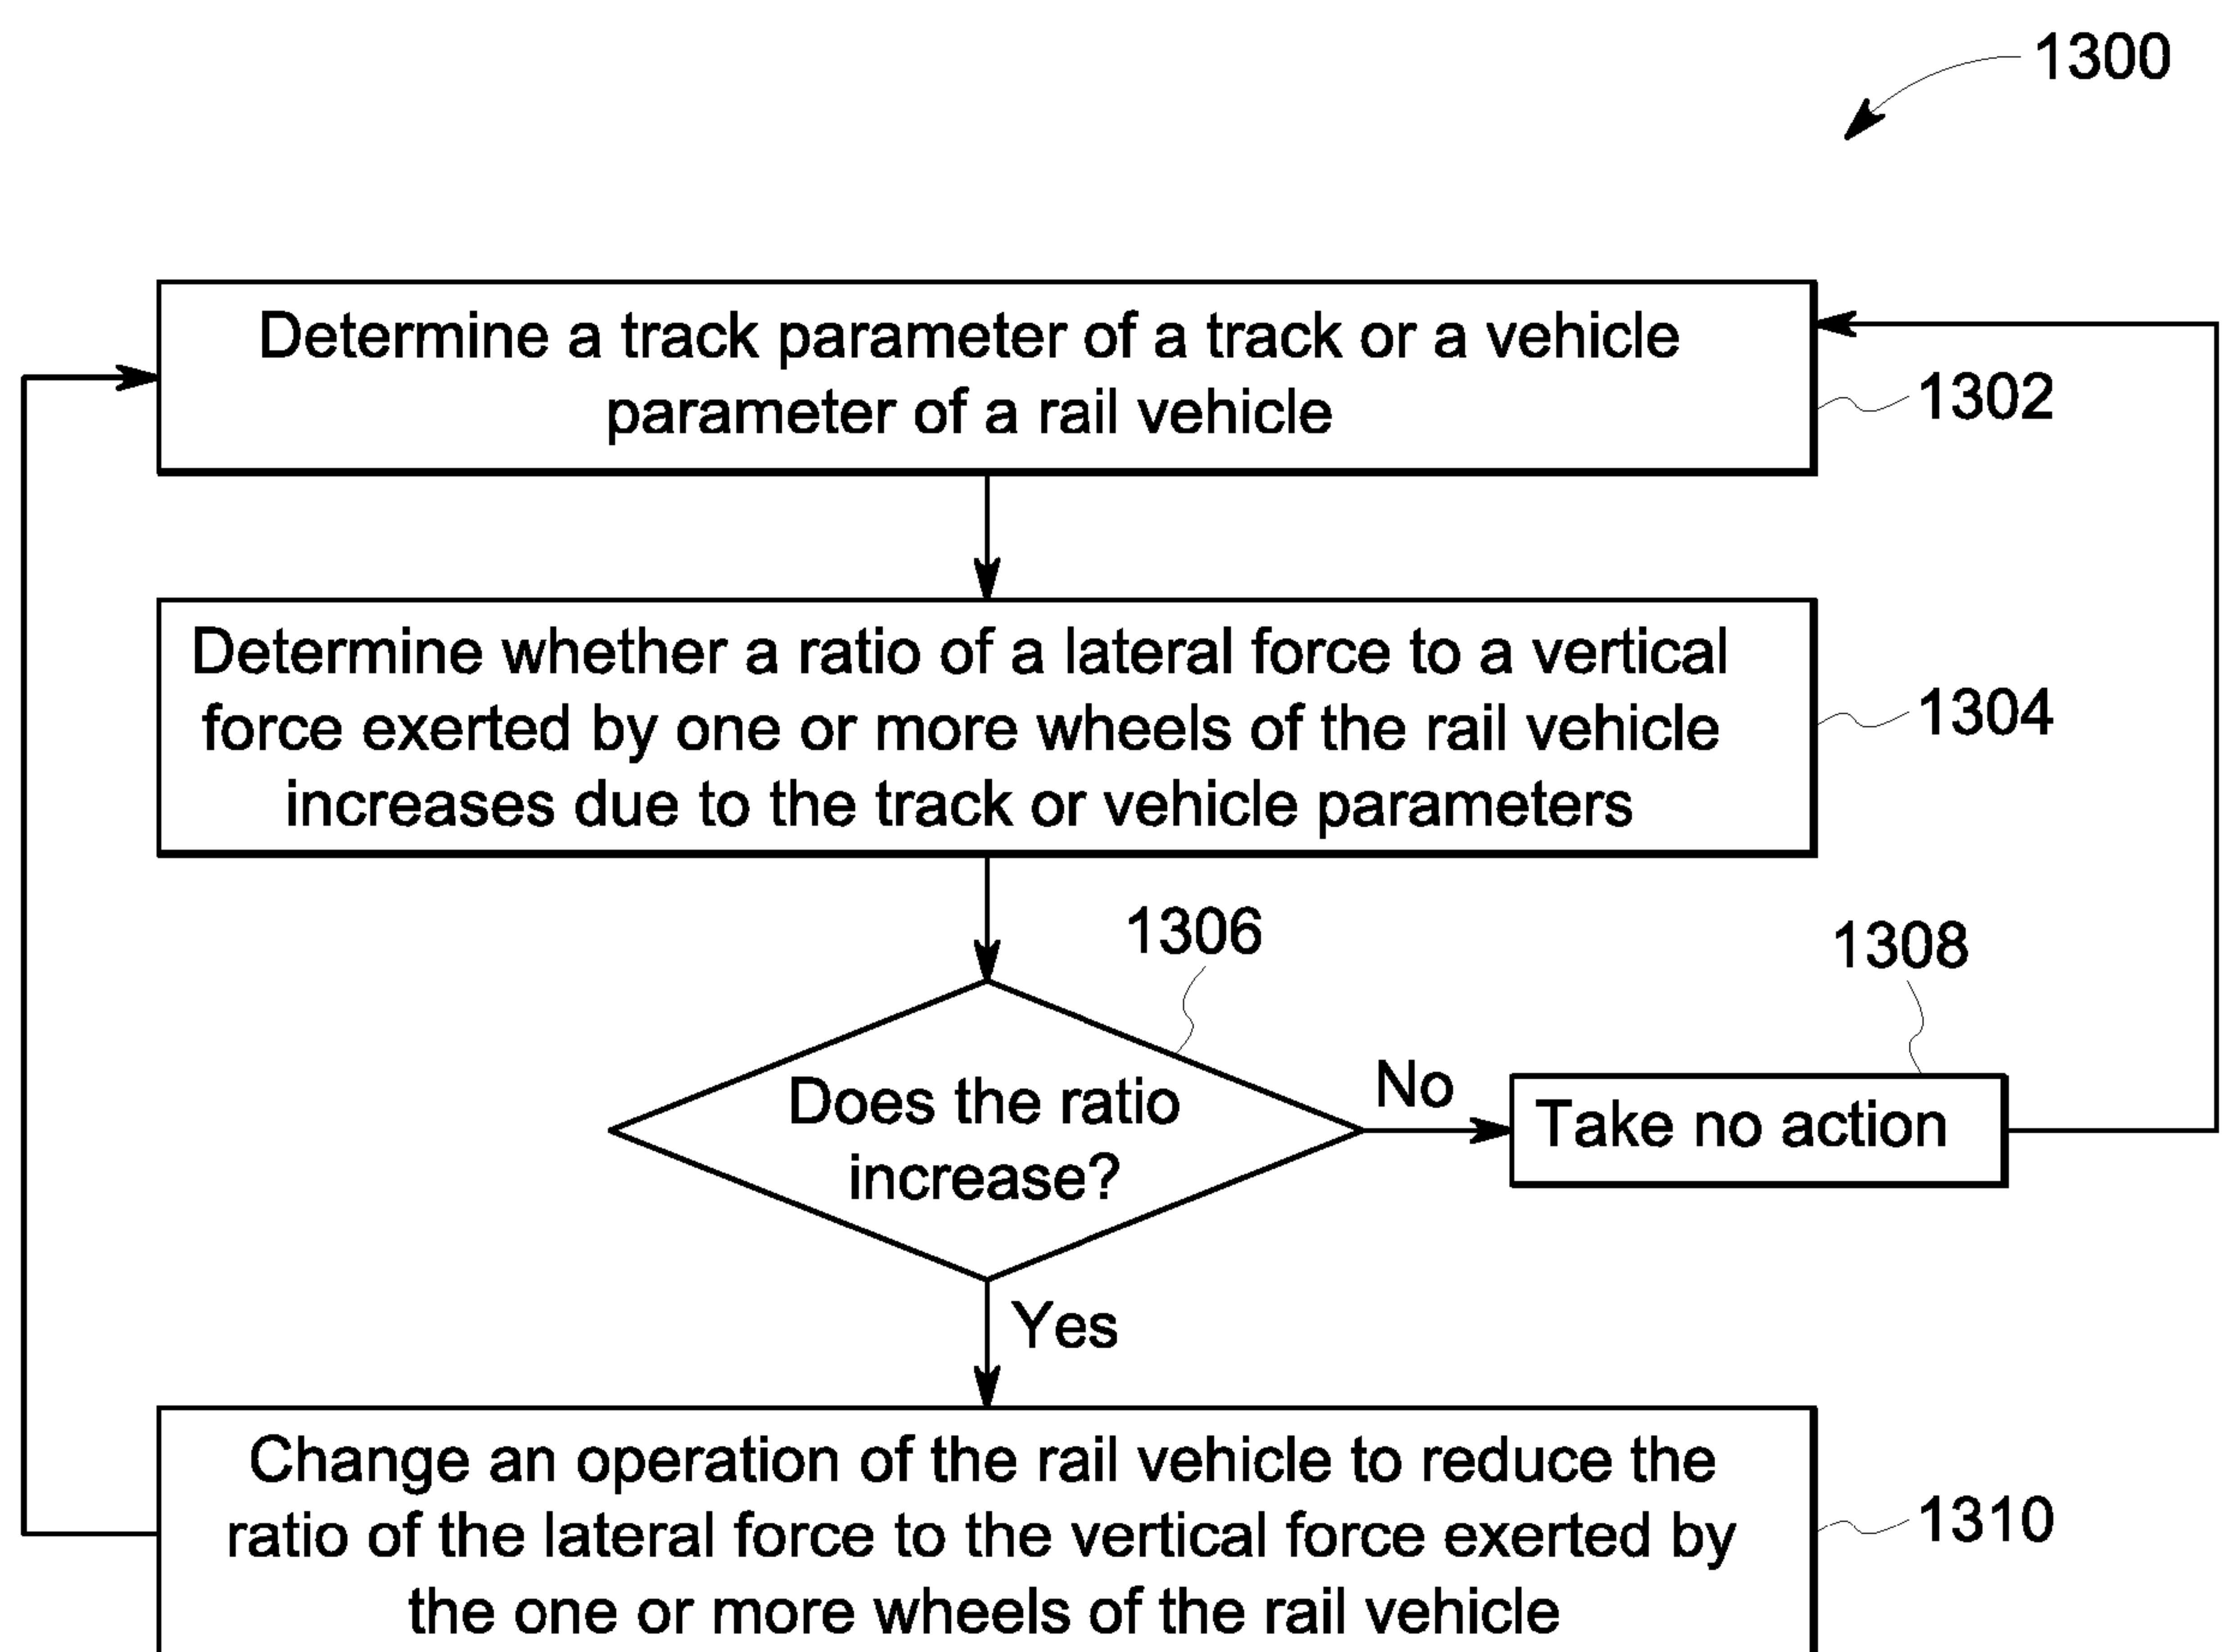 1300
Determine a track parameter of a track or a vehicle
parameter of a rail vehicle
1302
Determine whether a ratio of a lateral force to a vertical
force exerted by one or more wheels of the rail vehicle
increases due to the track or vehicle parameters
1304
1306
Does the ratio
increase?
No
1308
Take no action
Yes
Change an operation of the rail vehicle to reduce the
ratio of the lateral force to the vertical force exerted by
the one or more wheels of the rail vehicle
1310